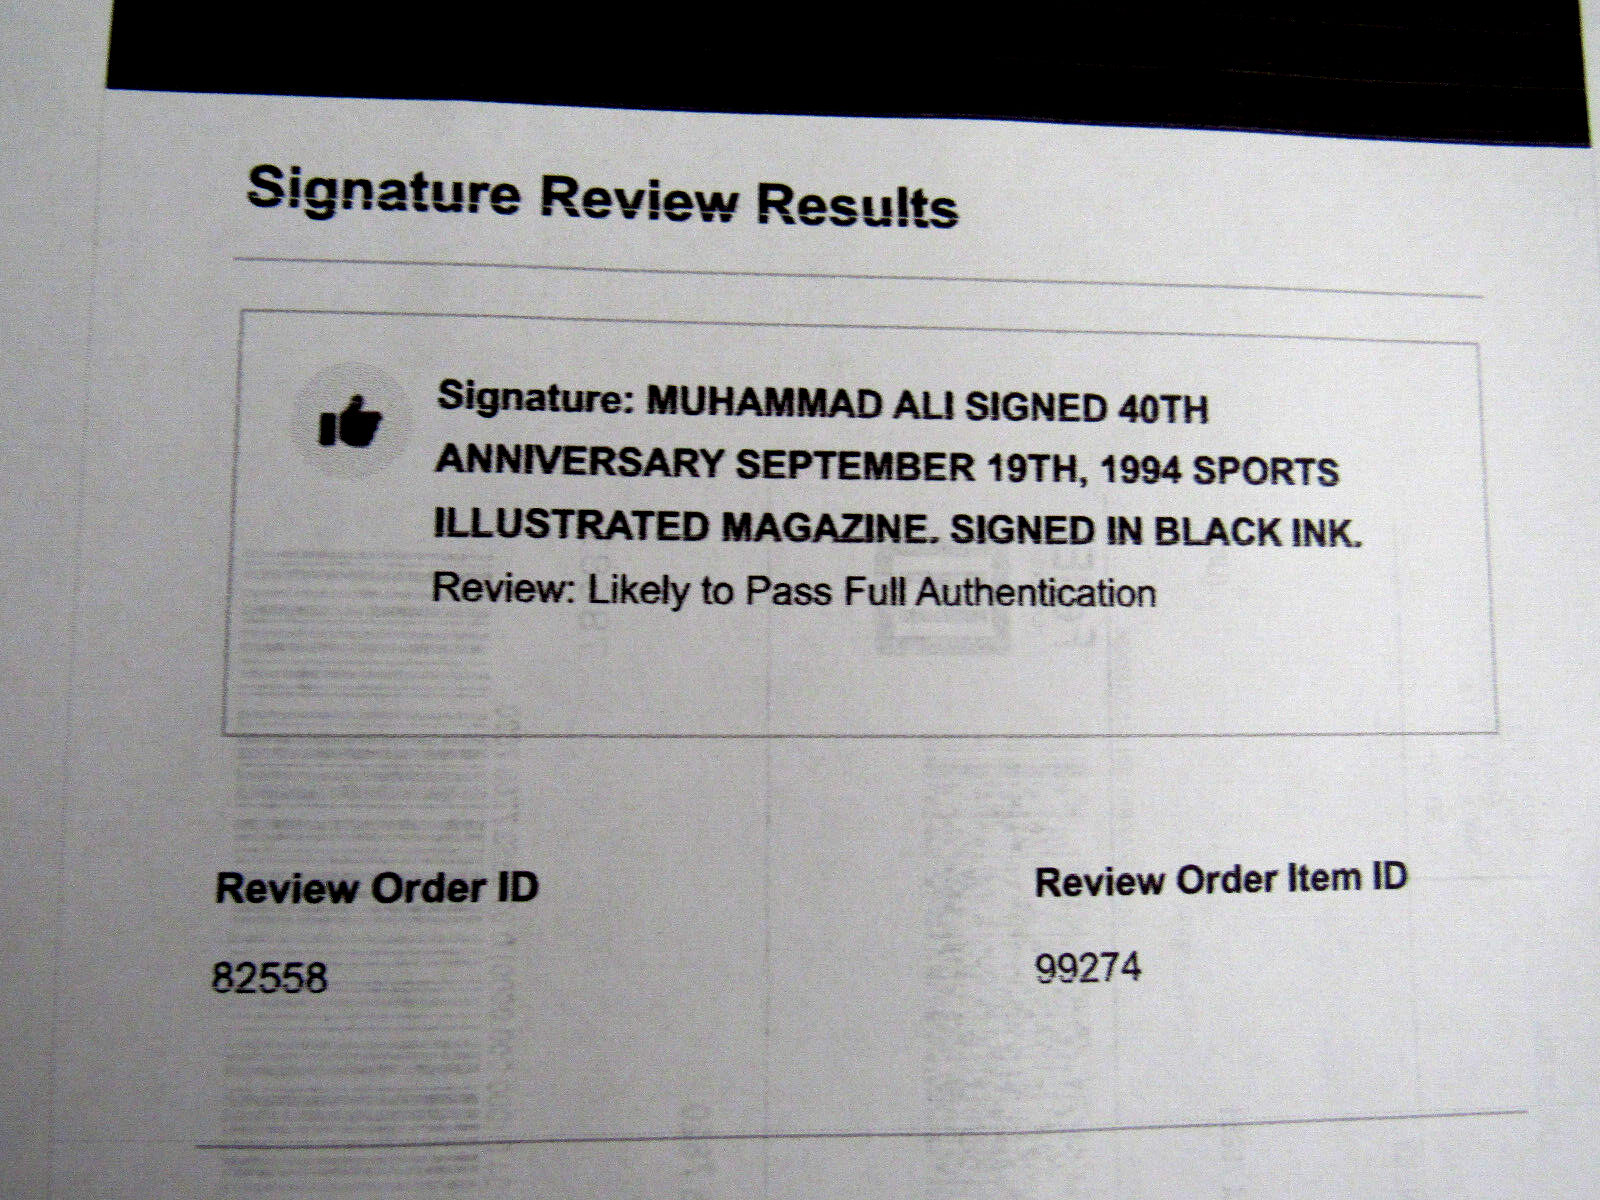 Signature Review Results
Signature: MUHAMMAD ALI SIGNED 40TH
ANNIVERSARY SEPTEMBER 19TH, 1994 SPORTS
ILLUSTRATED MAGAZINE. SIGNED IN BLACK INK.
Review: Likely to Pass Full Authentication
Review Order ID
Review Order Item ID
82558
99274